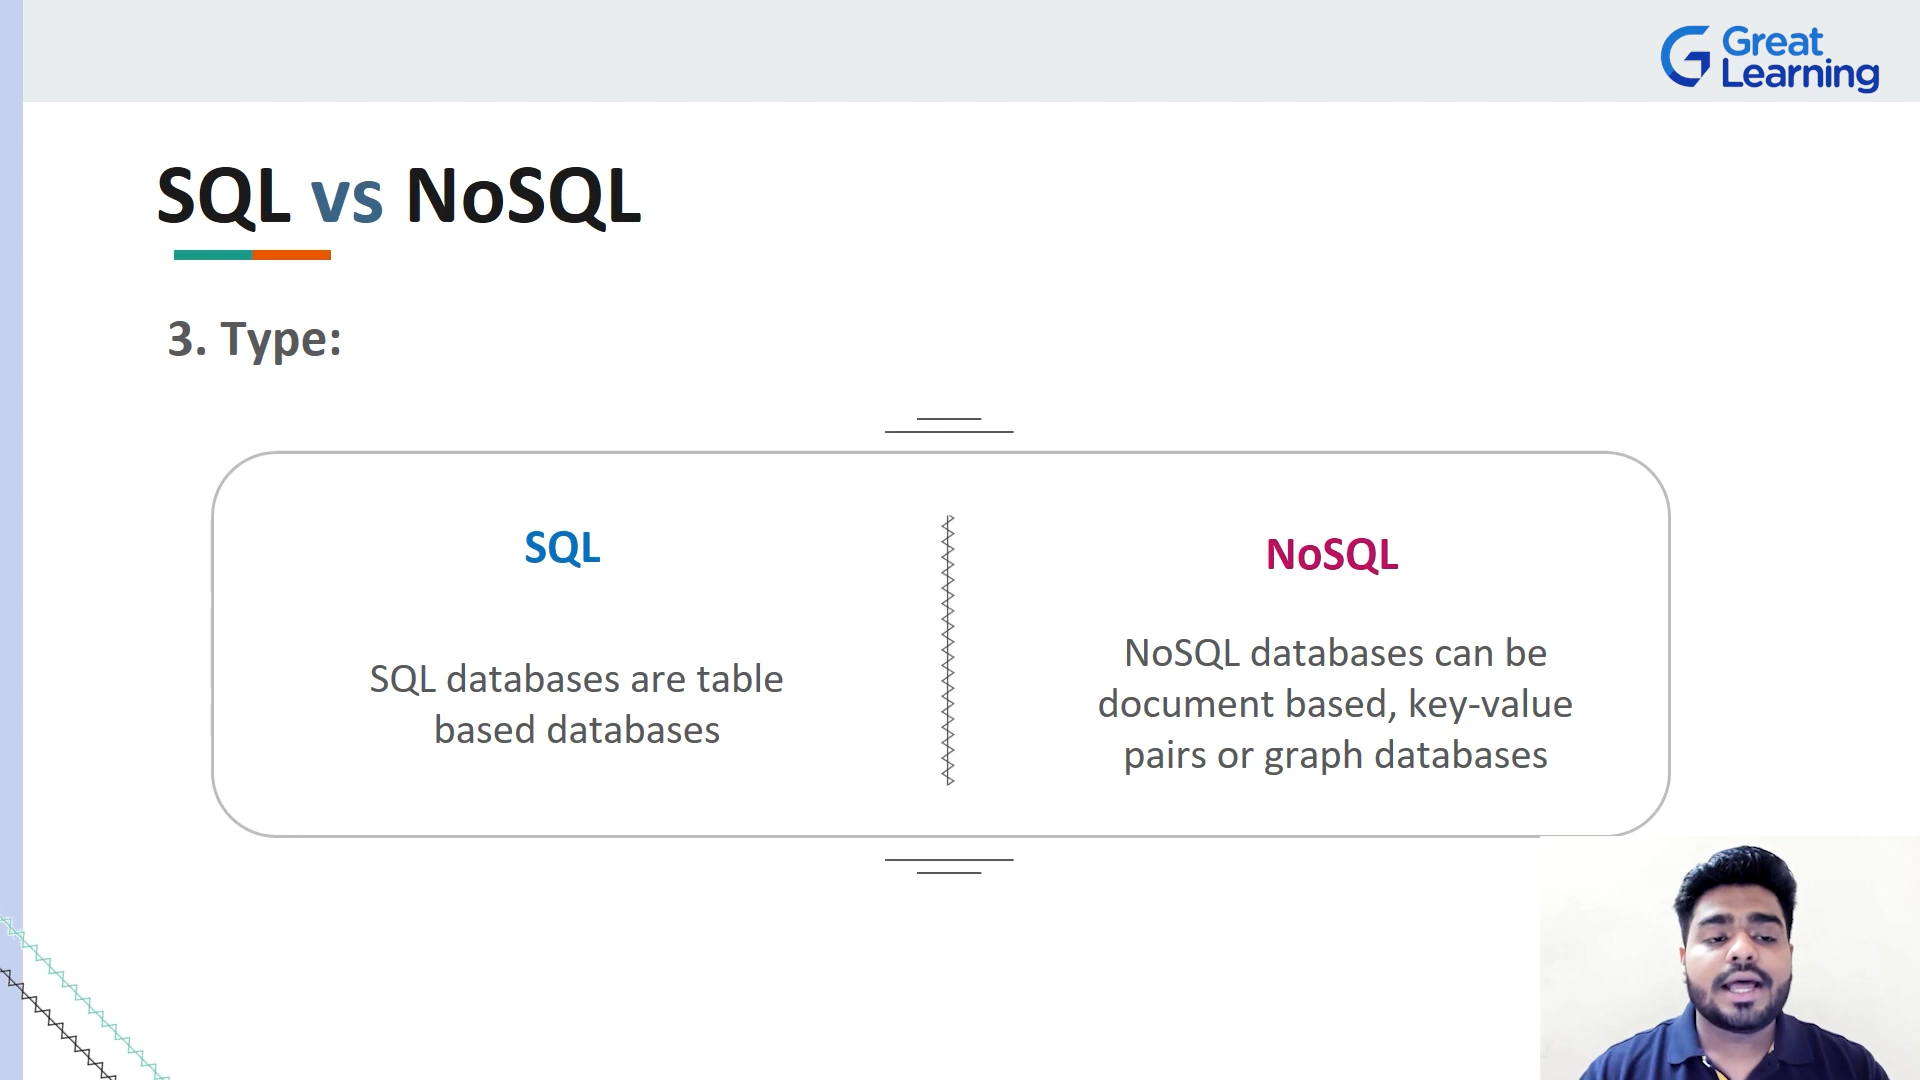 Great
Learning
SQL vs NoSQL
3. Type:
SQL
SQL databases are table
based databases
NoSQL
NoSQL databases can be
document based, key-value
pairs or graph databases